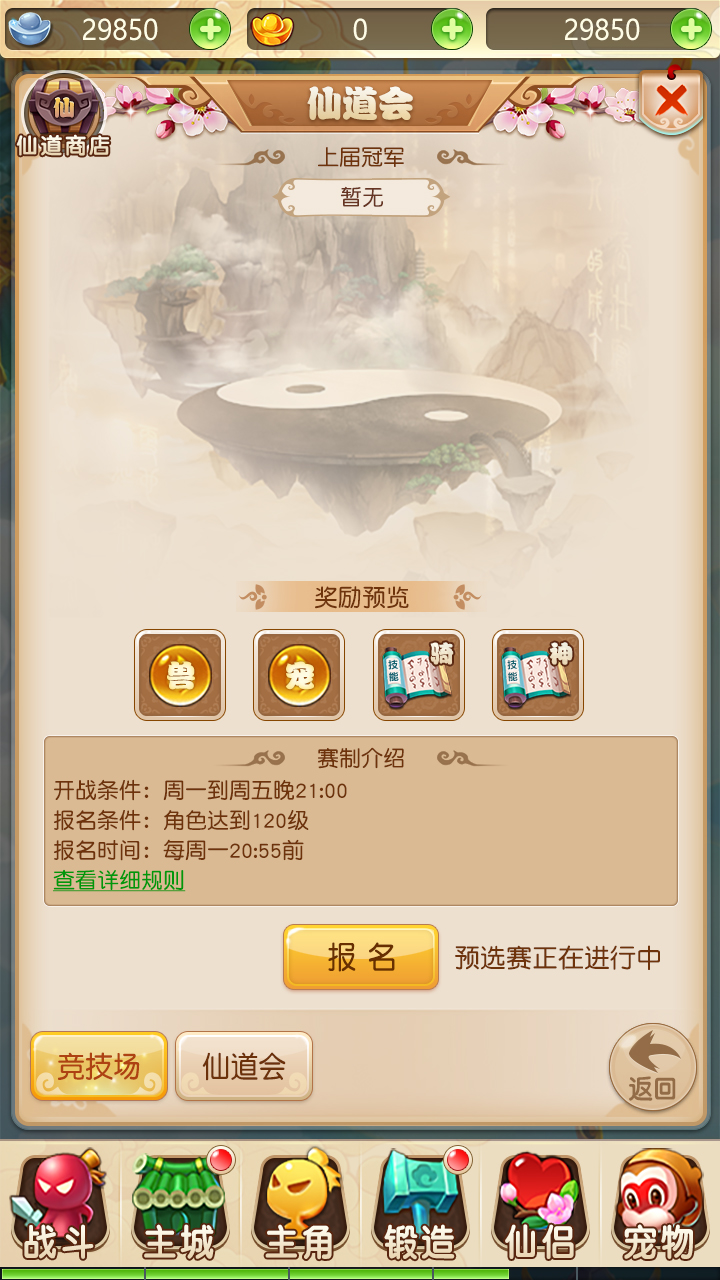 29850
0
29850
仙
仙道商店
仙道会
上届冠军
暂无
奖励预览
兽
宠
技能
骑
技能
神
赛制介绍
开战条件：周一到周五晚21:00
报名条件：角色达到120级
报名时间：每周一20:55前
查看详细规则
报名
预选赛正在进行中
竞技场
仙道会
返回
战斗
主城
主角
锻造
仙侣
宠物